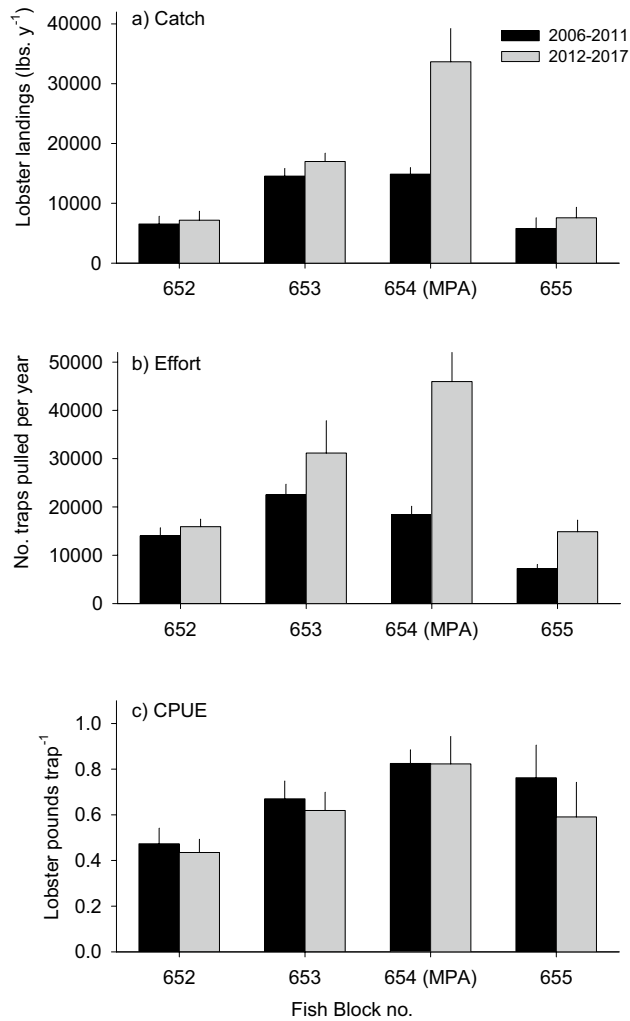 a) Catch
2006-2011
2012-2017
Lobster landings (lbs. y⁻¹)
40000
30000
20000
10000
0
652 653 654 (MPA) 655
b) Effort
No. traps pulled per year
50000
40000
30000
20000
10000
0
652 653 654 (MPA) 655
c) CPUE
Lobster pounds trap⁻¹
1.0
0.8
0.6
0.4
0.2
0.0
652 653 654 (MPA) 655
Fish Block no.